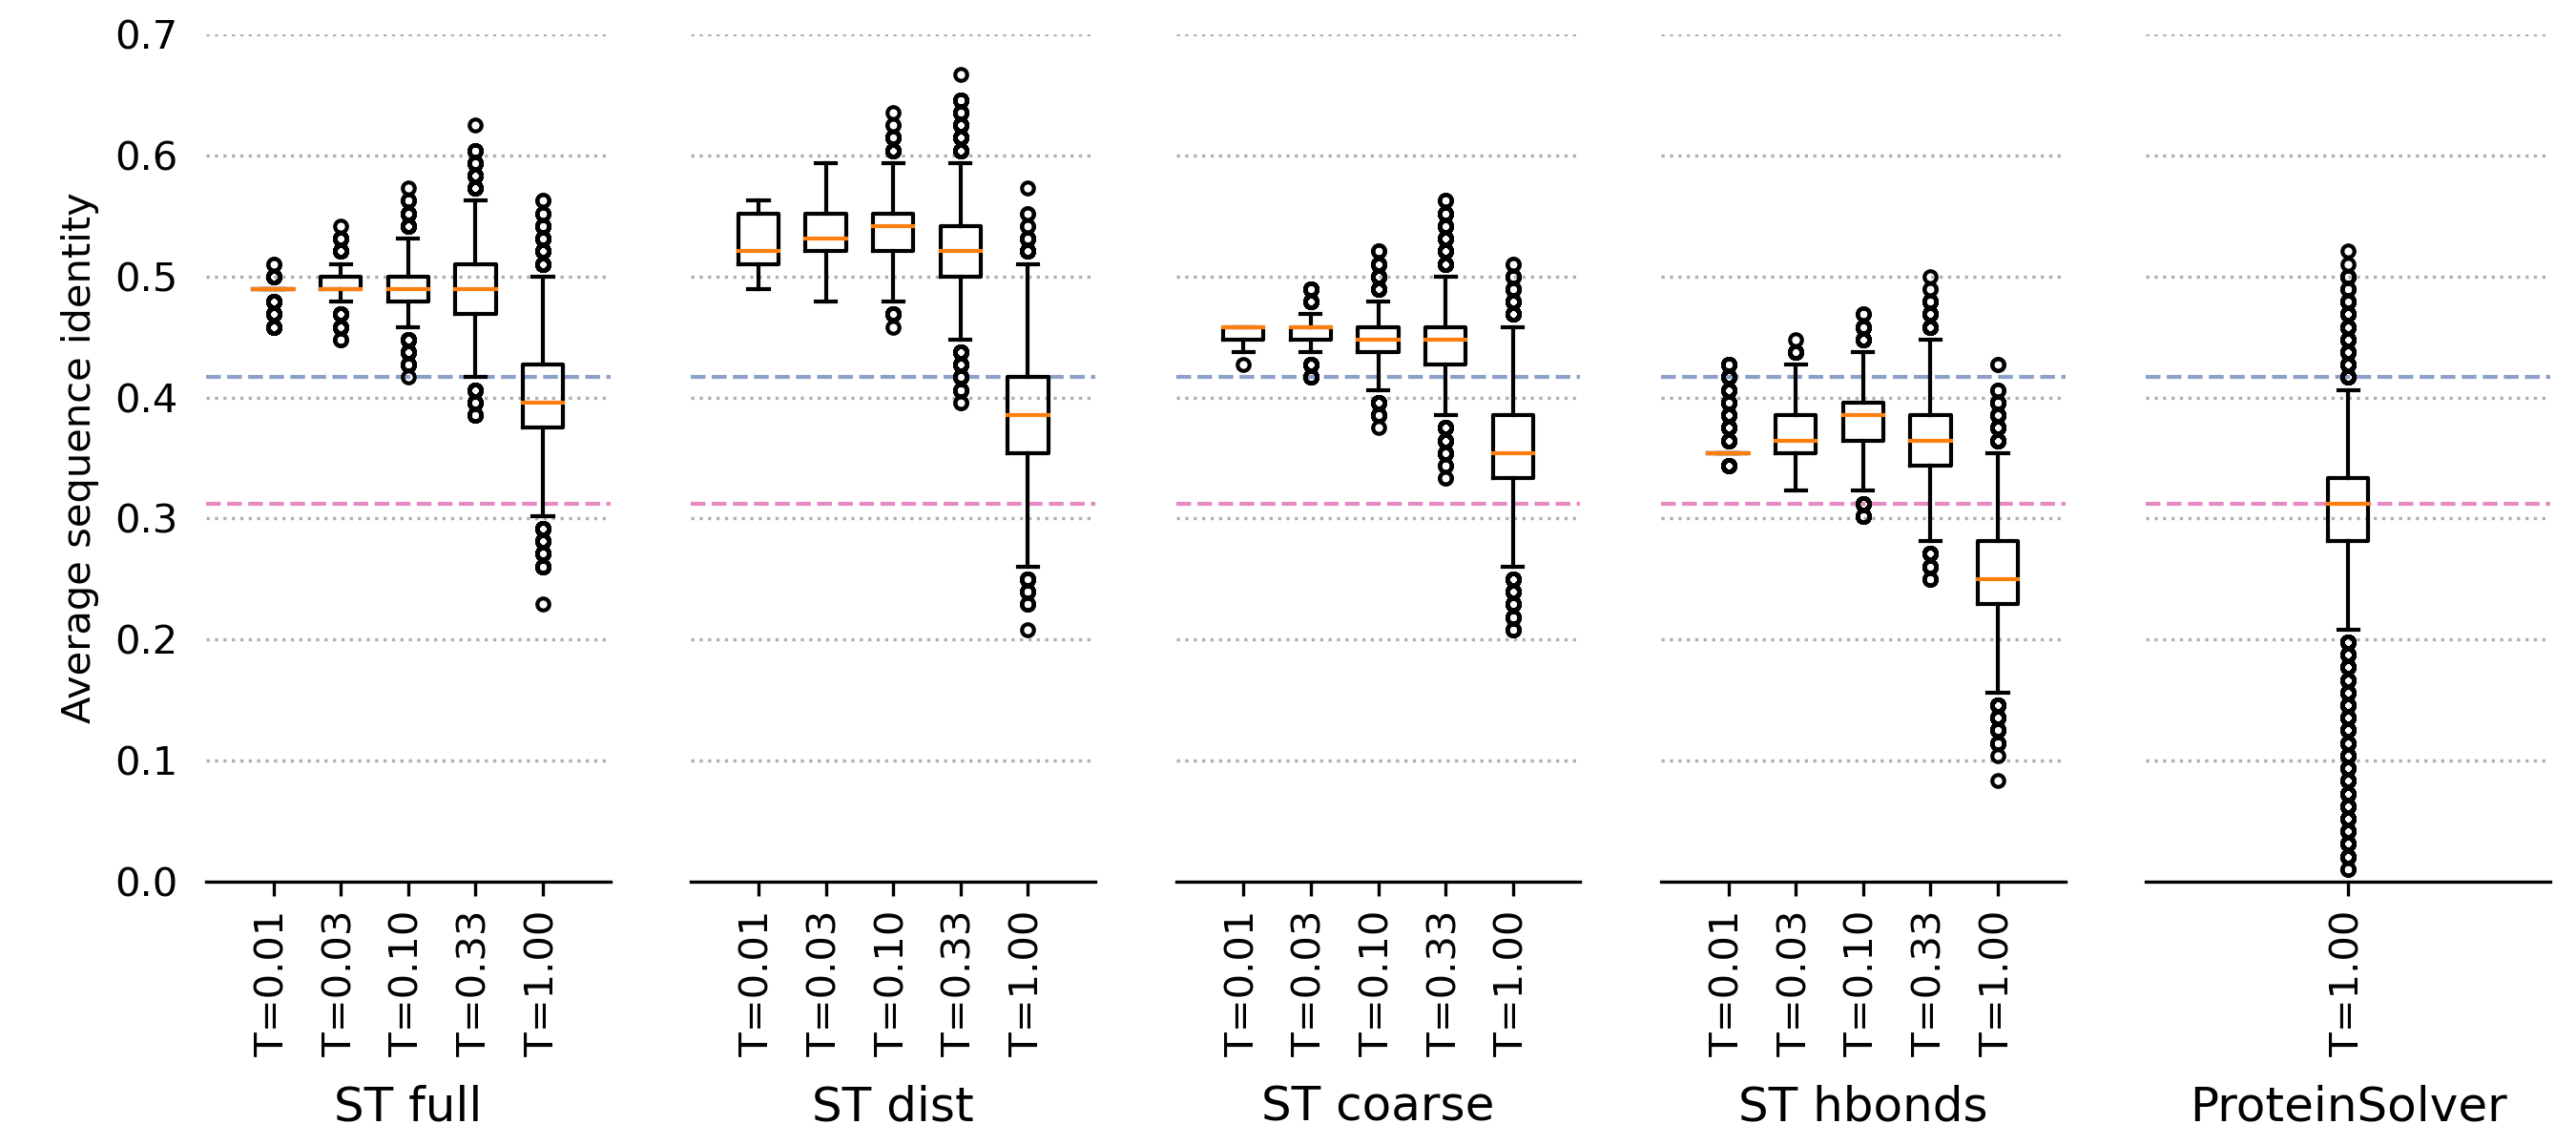 Average sequence identity
0.7
0.6
0.5
0.4
0.3
0.2
0.1
0.0
T=0.01
T=0.03
T=0.10
T=0.33
T=1.00
ST full
T=0.01
T=0.03
T=0.10
T=0.33
T=1.00
ST dist
T=0.01
T=0.03
T=0.10
T=0.33
T=1.00
ST coarse
T=0.01
T=0.03
T=0.10
T=0.33
T=1.00
ST hbonds
T=1.00
ProteinSolver